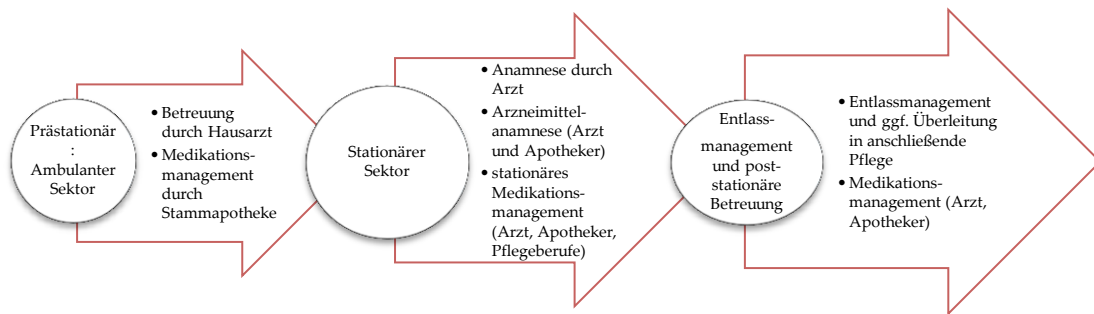 Prästationär
:
Ambulanter
Sektor
• Betreuung
durch Hausarzt
• Medikations-
management
durch
Stammapotheke
Stationärer
Sektor
• Anamnese durch
Arzt
• Arzneimittel-
anamnese (Arzt
und Apotheker)
• stationäres
Medikations-
management
(Arzt, Apotheker,
Pflegeberufe)
Entlass-
management
und post-
stationäre
Betreuung
• Entlassmanagement
und ggf. Überleitung
in anschließende
Pflege
• Medikations-
management (Arzt,
Apotheker)